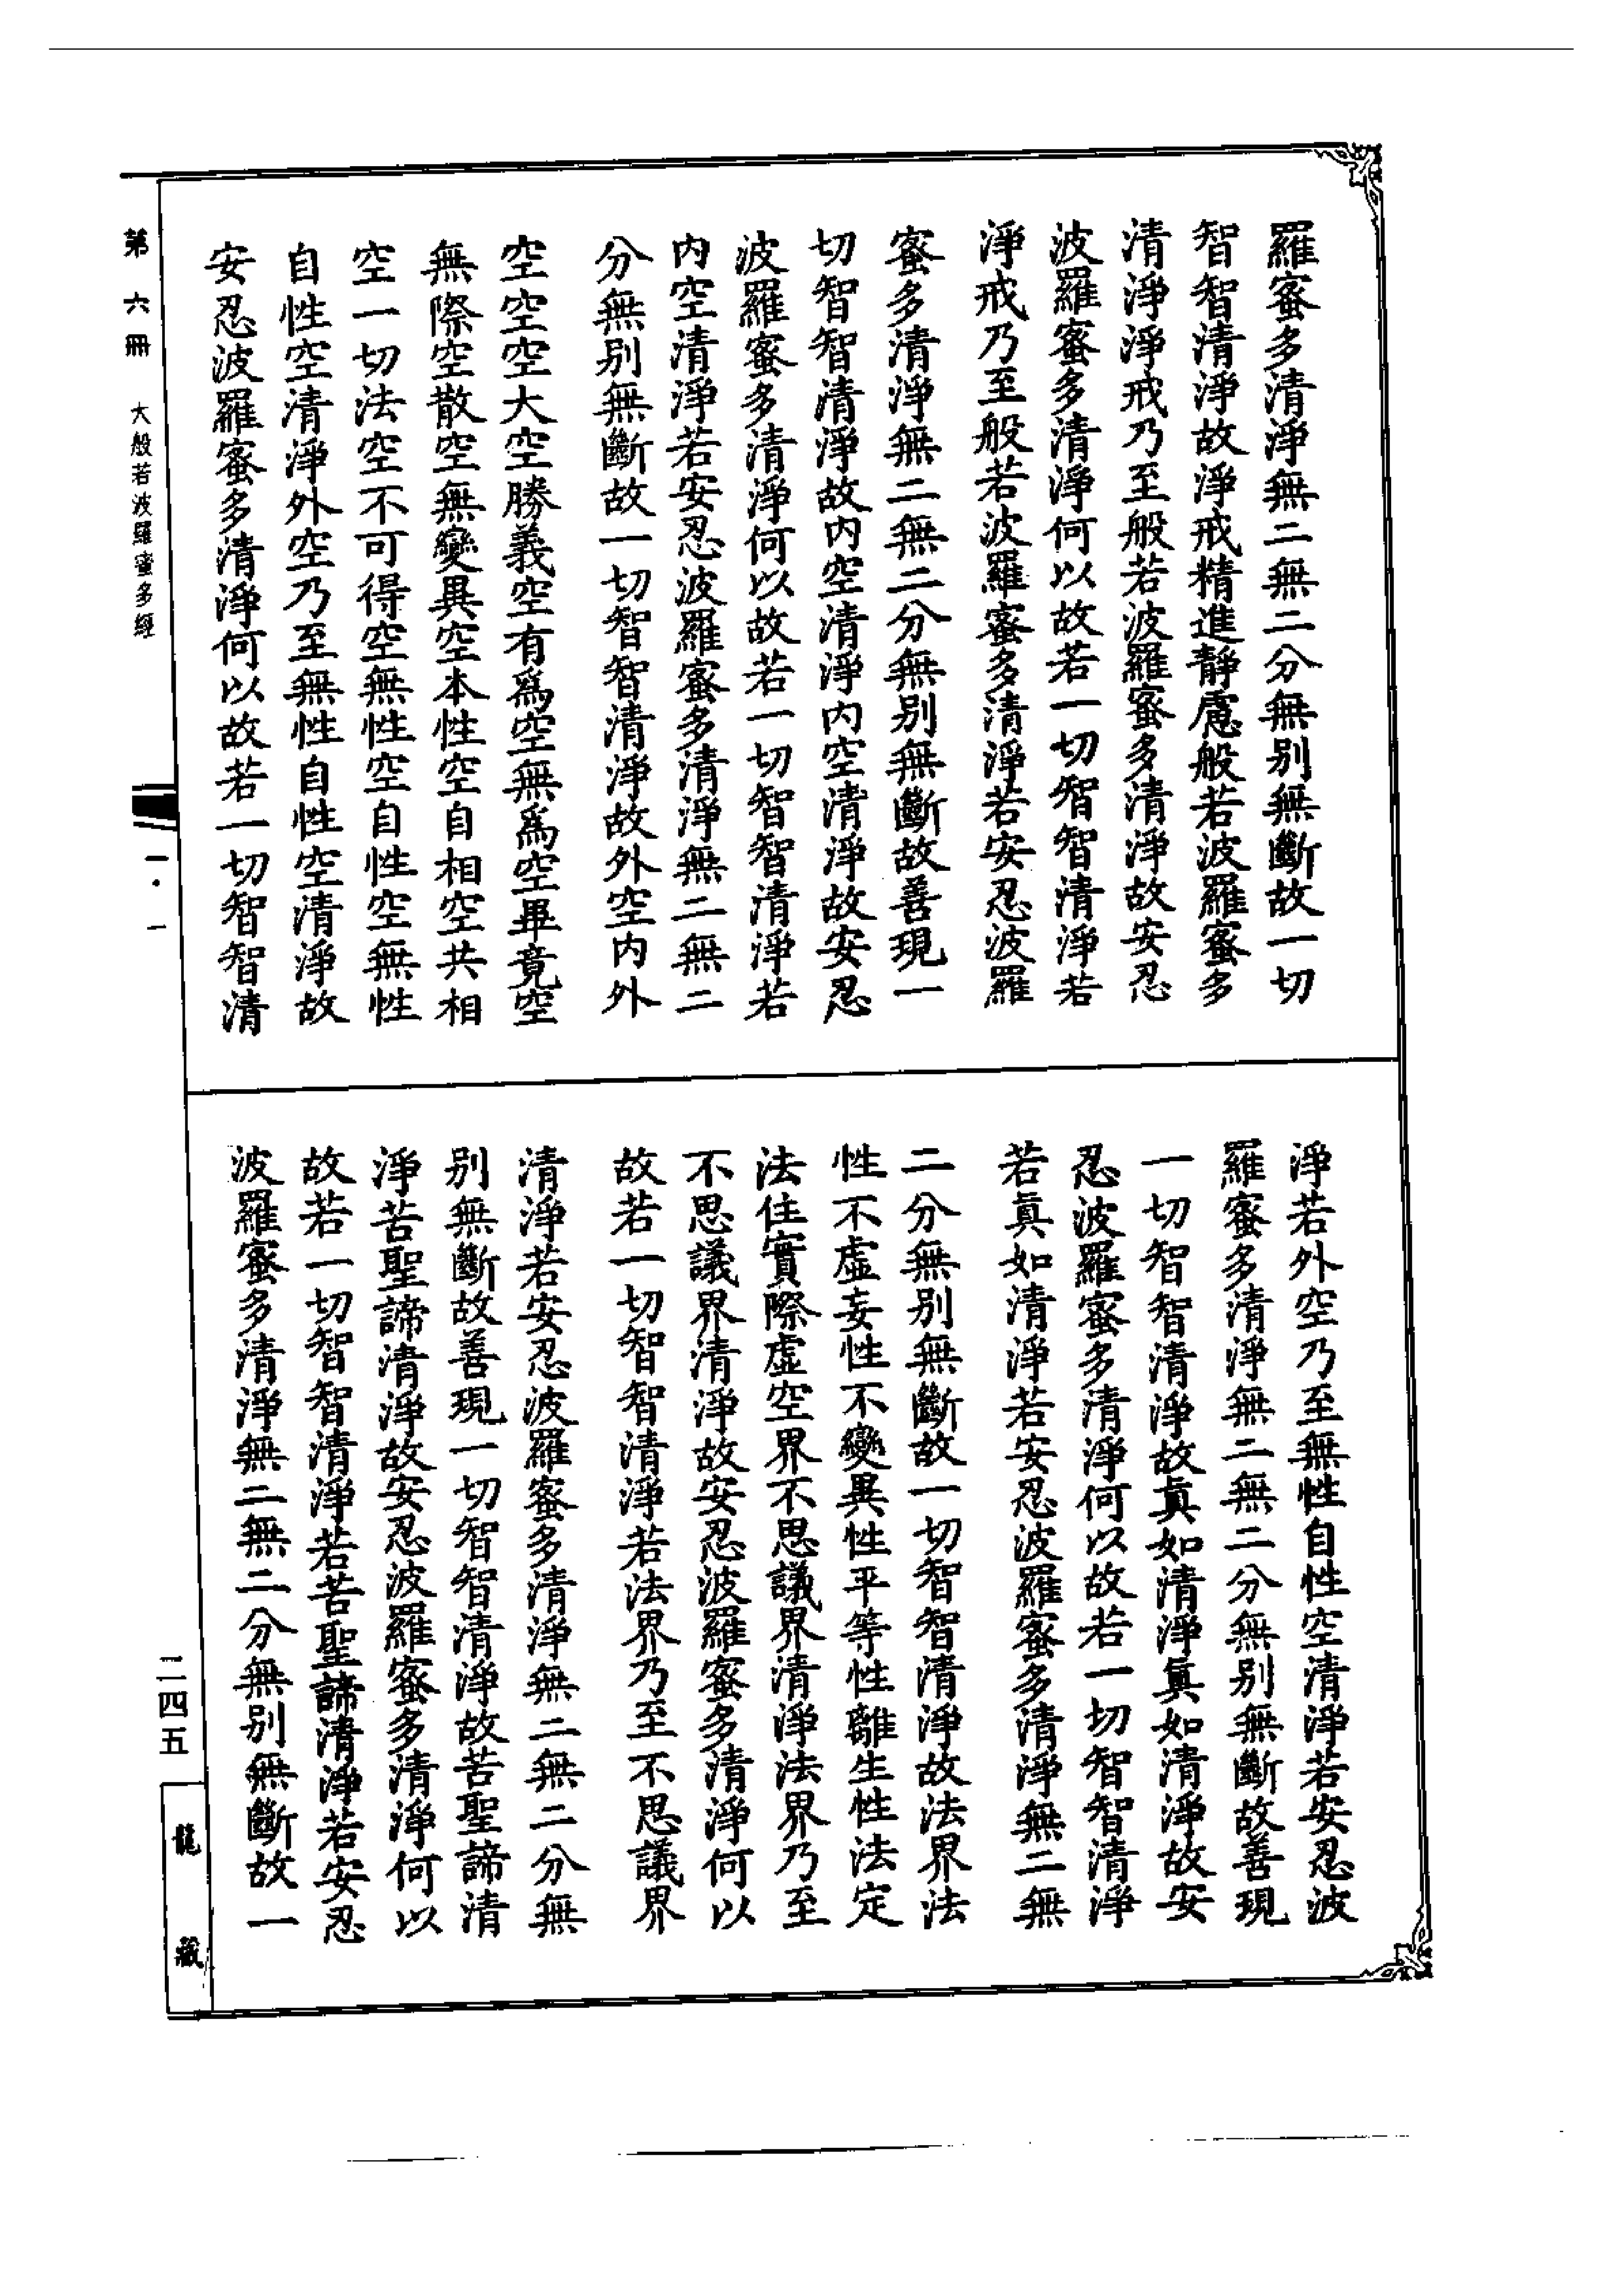 羅蜜多清淨無二無二分無別無斷故一切
智智清淨故淨戒精進靜慮般若波羅蜜多
清淨淨戒乃至般若波羅蜜多清淨故安忍
波羅蜜多清淨何以故若一切智智清淨若
淨戒乃至般若波羅蜜多清淨若安忍波羅
蜜多清淨無二無二分無別無斷故善現一
切智智清淨故內空清淨內空清淨故安忍
波羅蜜多清淨何以故若一切智智清淨若
內空清淨若安忍波羅蜜多清淨無二無二
分無別無斷故一切智智清淨故外空內外
空空空大空勝義空有為空無為空畢竟空
無際空散空無變異空本性空自相空共相
空一切法空不可得空無性空自性空無性
自性空清淨外空乃至無性自性空清淨故
安忍波羅蜜多清淨何以故若一切智智清
淨若外空乃至無性自性空清淨若安忍波
羅蜜多清淨無二無二分無別無斷故善現
一切智智清淨故真如清淨真如清淨故安
忍波羅蜜多清淨何以故若一切智智清淨
若真如清淨若安忍波羅蜜多清淨無二無
二分無別無斷故一切智智清淨故法界法
性不虛妄性不變異性平等性離生性法定
法住實際虛空界不思議界清淨法界乃至
不思議界清淨故安忍波羅蜜多清淨何以
故若一切智智清淨若法界乃至不思議界
清淨若安忍波羅蜜多清淨無二無二分無
別無斷故善現一切智智清淨故苦聖諦清
淨苦聖諦清淨故安忍波羅蜜多清淨何以
故若一切智智清淨若苦聖諦清淨若安忍
波羅蜜多清淨無二無二分無別無斷故一
第六冊 大般若波羅蜜多經 一·一
二四五
龍藏